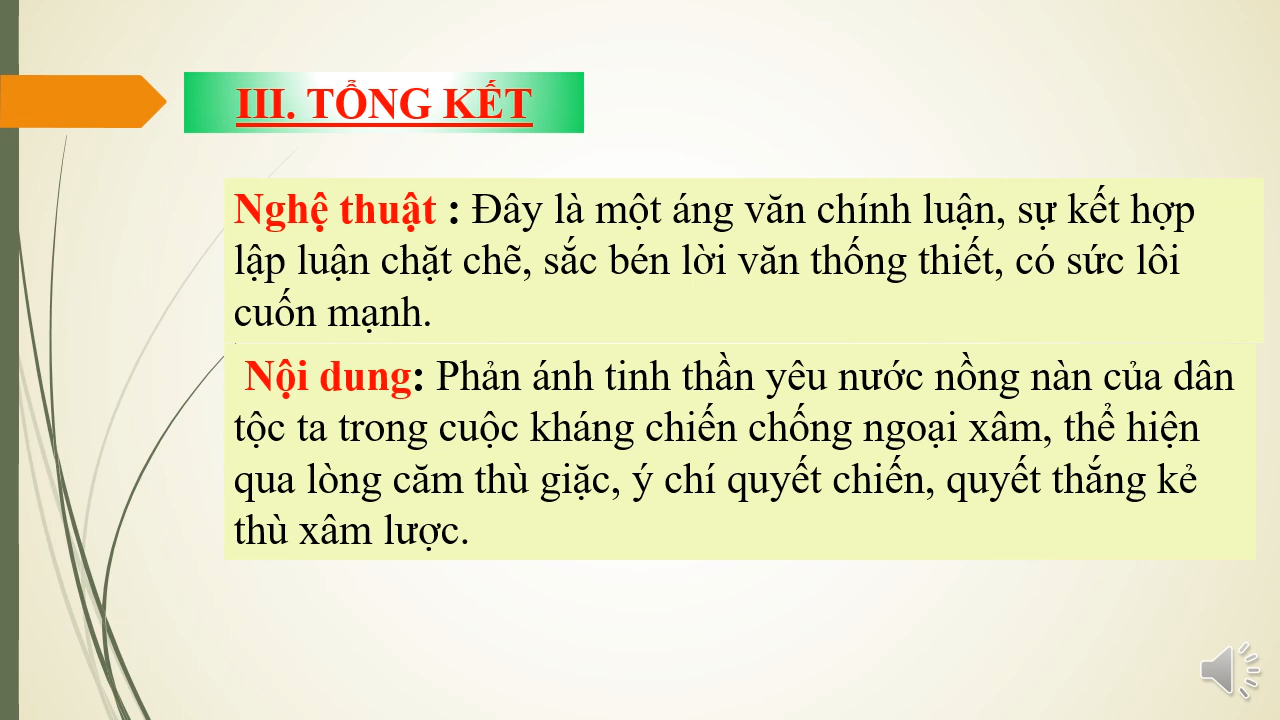 III. TỔNG KẾT
Nghệ thuật : Đây là một áng văn chính luận, sự kết hợp
lập luận chặt chẽ, sắc bén lời văn thống thiết, có sức lôi
cuốn mạnh.
Nội dung: Phản ánh tinh thần yêu nước nồng nàn của dân
tộc ta trong cuộc kháng chiến chống ngoại xâm, thể hiện
qua lòng căm thù giặc, ý chí quyết chiến, quyết thắng kẻ
thù xâm lược.